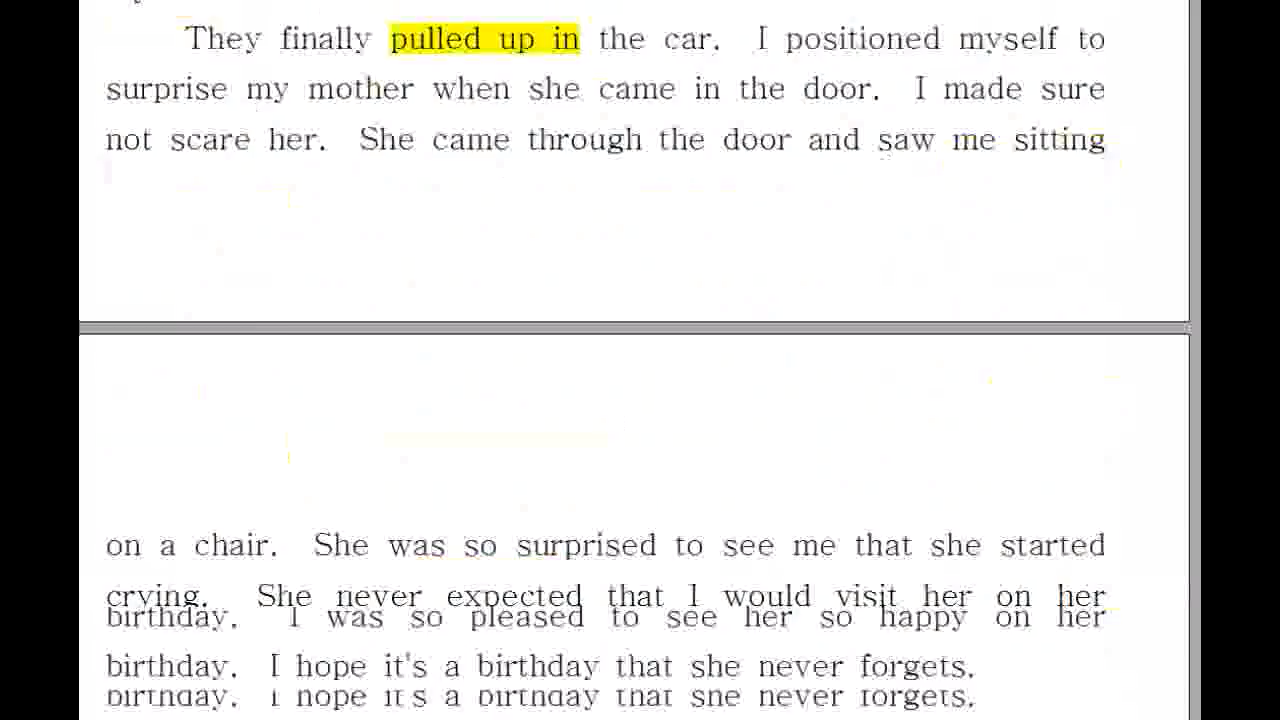 They finally pulled up in the car. I positioned myself to
surprise my mother when she came in the door. I made sure
not scare her. She came through the door and saw me sitting
on a chair. She was so surprised to see me that she started
crying. She never expected that I would visit her on her
birthday. I was so pleased to see her so happy on her
birthday. I hope it's a birthday that she never forgets.
birthday. I hope it's a birthday that she never forgets.